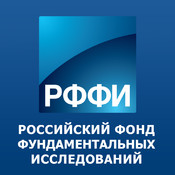 РФФИ
РОССИЙСКИЙ ФОНД
ФУНДАМЕНТАЛЬНЫХ
ИССЛЕДОВАНИЙ